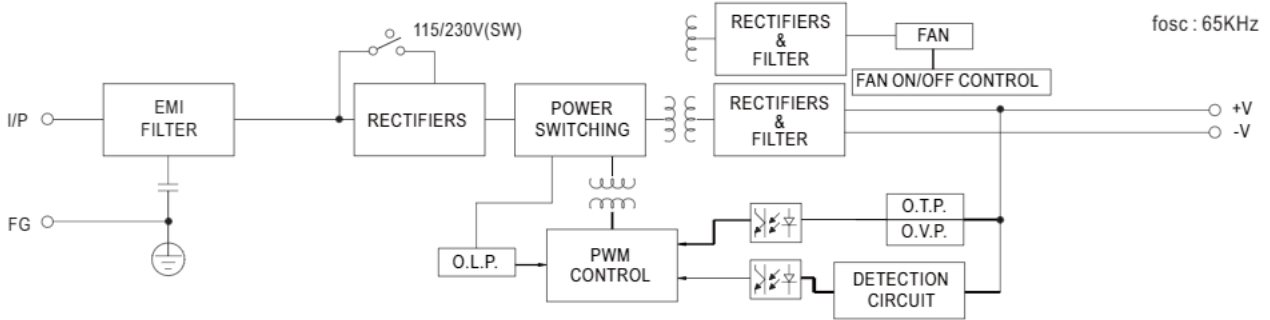 115/230V(SW)
RECTIFIERS
&
FILTER
FAN
fosc : 65KHz
FAN ON/OFF CONTROL
I/P
EMI
FILTER
RECTIFIERS
POWER
SWITCHING
RECTIFIERS
&
FILTER
+V
-V
FG
O.L.P.
PWM
CONTROL
O.T.P.
O.V.P.
DETECTION
CIRCUIT